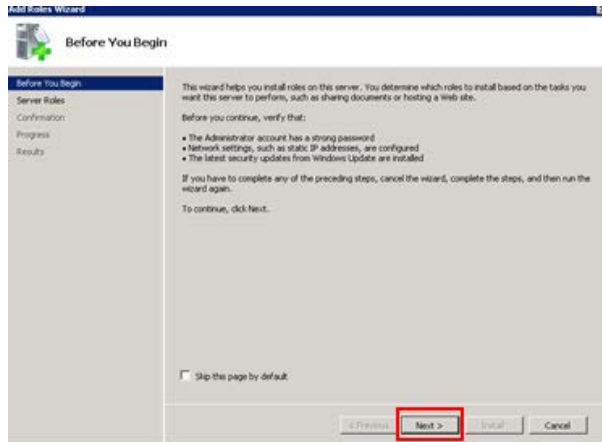 Add Roles Wizard
Before You Begin
Before You Begin
Server Roles
Confirmation
Progress
Results
This wizard helps you install roles on this server. You determine which roles to install based on the tasks you
want this server to perform, such as sharing documents or hosting a Web site.
Before you continue, verify that:
• The Administrator account has a strong password
• Network settings, such as static IP addresses, are configured
• The latest security updates from Windows Update are installed
If you have to complete any of the preceding steps, cancel the wizard, complete the steps, and then run the
wizard again.
To continue, click Next.
Skip this page by default
< Previous
Next >
Install
Cancel